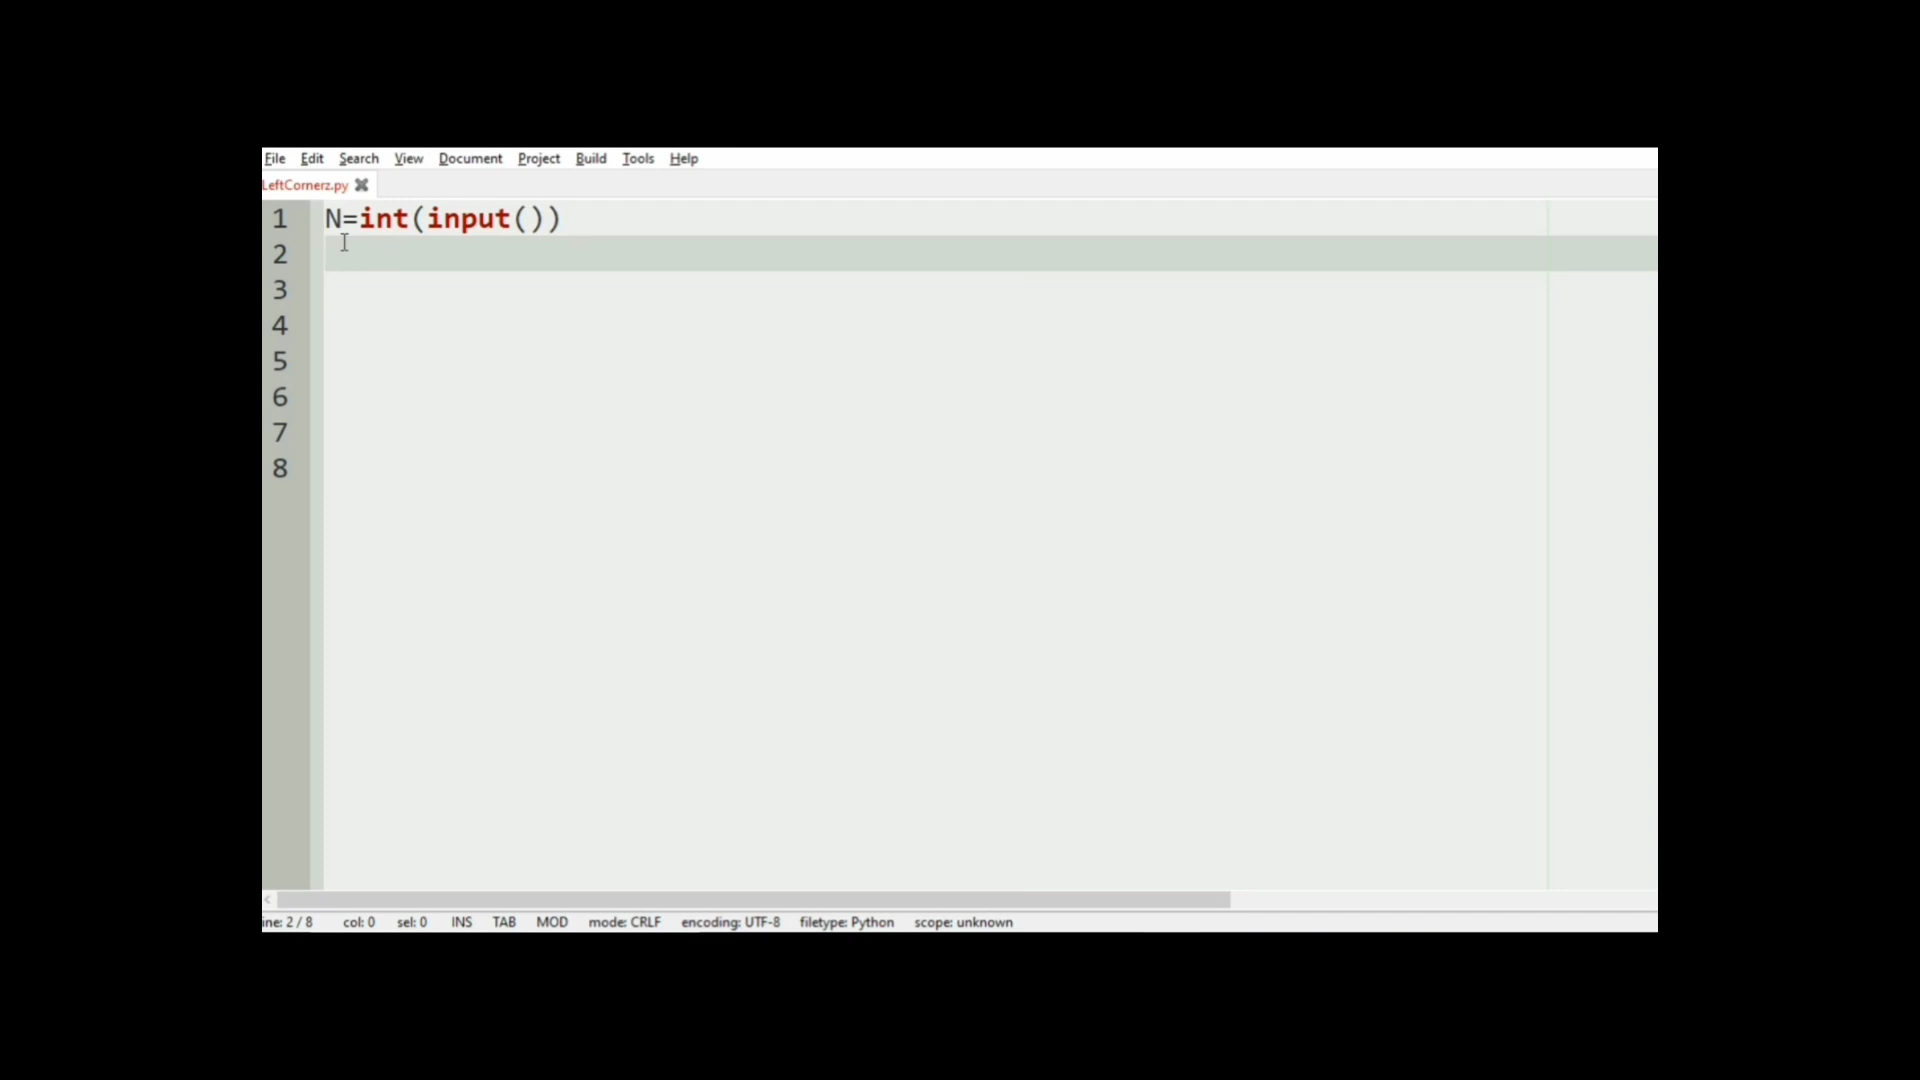 File Edit Search View Document Project Build Tools Help
LeftCornerz.py
1 N=int(input())
2
3
4
5
6
7
8
ine: 2 / 8 col: 0 sel: 0 INS TAB MOD mode: CRLF encoding: UTF-8 filetype: Python scope: unknown